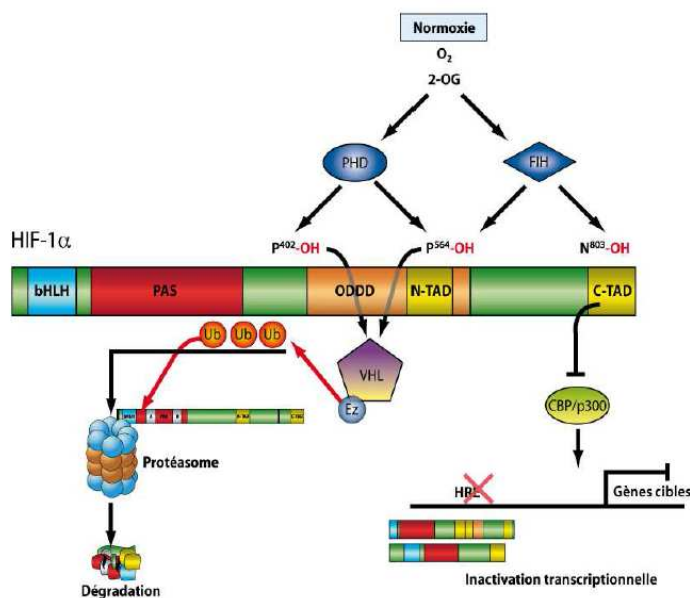 Normoxie
O₂
2-OG
PHD
FIH
HIF-1α
P⁴⁰²-OH
P⁵⁶⁴-OH
N⁸⁰³-OH
bHLH
PAS
ODDD
N-TAD
C-TAD
Ub Ub Ub
VHL
Ez
CBP/p300
Protéasome
HRE
Gènes cibles
Dégradation
Inactivation transcriptionnelle